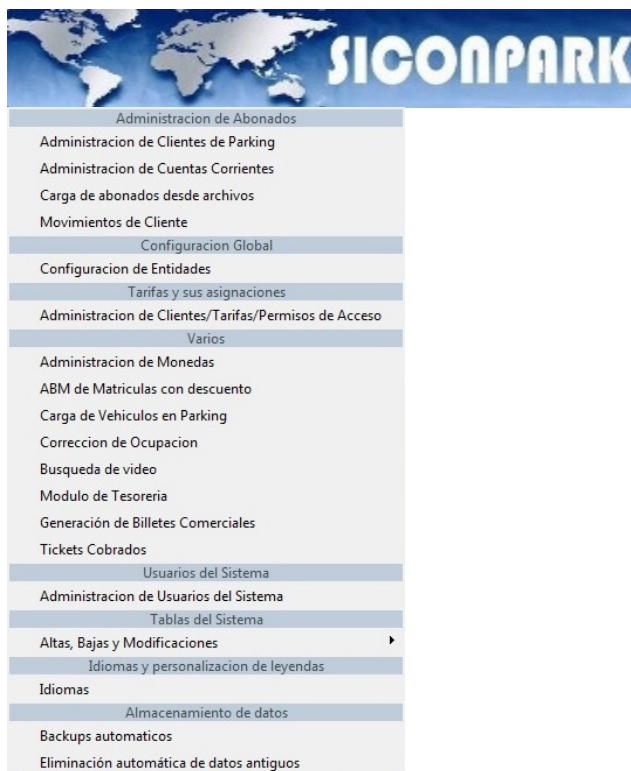 SICONPARK
Administracion de Abonados
Administracion de Clientes de Parking
Administracion de Cuentas Corrientes
Carga de abonados desde archivos
Movimientos de Cliente
Configuracion Global
Configuracion de Entidades
Tarifas y sus asignaciones
Administracion de Clientes/Tarifas/Permisos de Acceso
Varios
Administracion de Monedas
ABM de Matriculas con descuento
Carga de Vehiculos en Parking
Correccion de Ocupacion
Busqueda de video
Modulo de Tesoreria
Generación de Billetes Comerciales
Tickets Cobrados
Usuarios del Sistema
Administracion de Usuarios del Sistema
Tablas del Sistema
Altas, Bajas y Modificaciones
Idiomas y personalizacion de leyendas
Idiomas
Almacenamiento de datos
Backups automaticos
Eliminación automática de datos antiguos